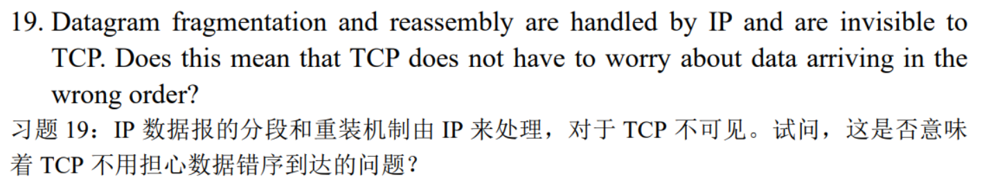 19. Datagram fragmentation and reassembly are handled by IP and are invisible to
TCP. Does this mean that TCP does not have to worry about data arriving in the
wrong order?
习题 19：IP 数据报的分段和重装机制由 IP 来处理，对于 TCP 不可见。试问，这是否意味
着 TCP 不用担心数据错序到达的问题？